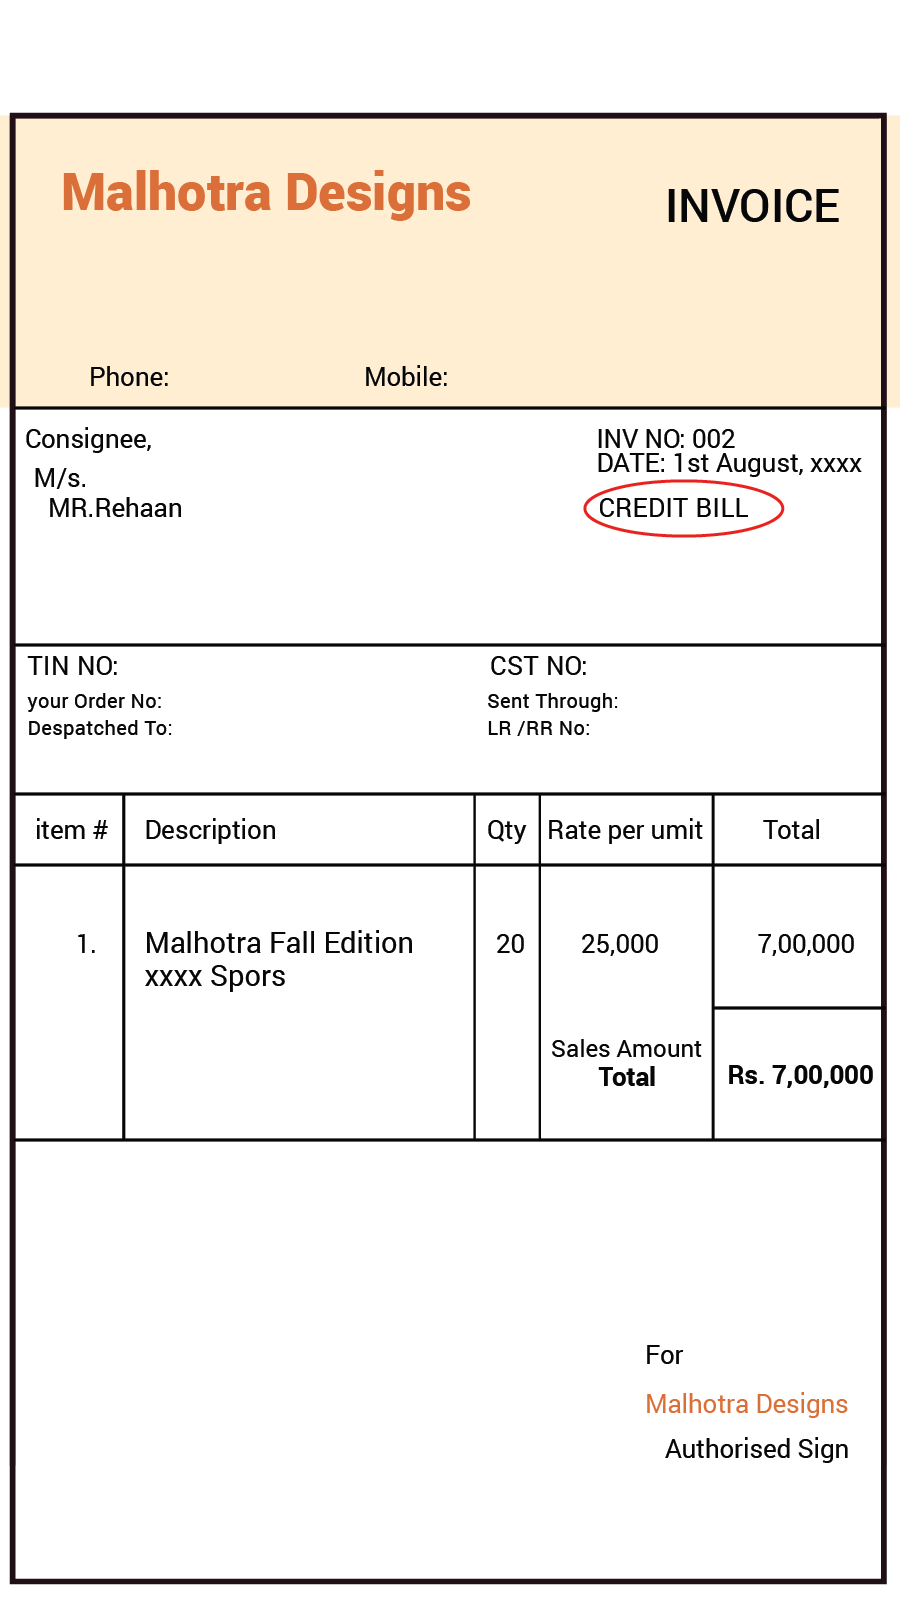 Malhotra Designs
INVOICE
Phone: Mobile:
Consignee,
M/s.
MR.Rehaan
INV NO: 002
DATE: 1st August, xxxx
CREDIT BILL
TIN NO: CST NO:
your Order No: Sent Through:
Despatched To: LR /RR No:
item # Description Qty Rate per umit Total
1. Malhotra Fall Edition 20 25,000 7,00,000
xxxx Spors
Sales Amount
Total Rs. 7,00,000
For
Malhotra Designs
Authorised Sign